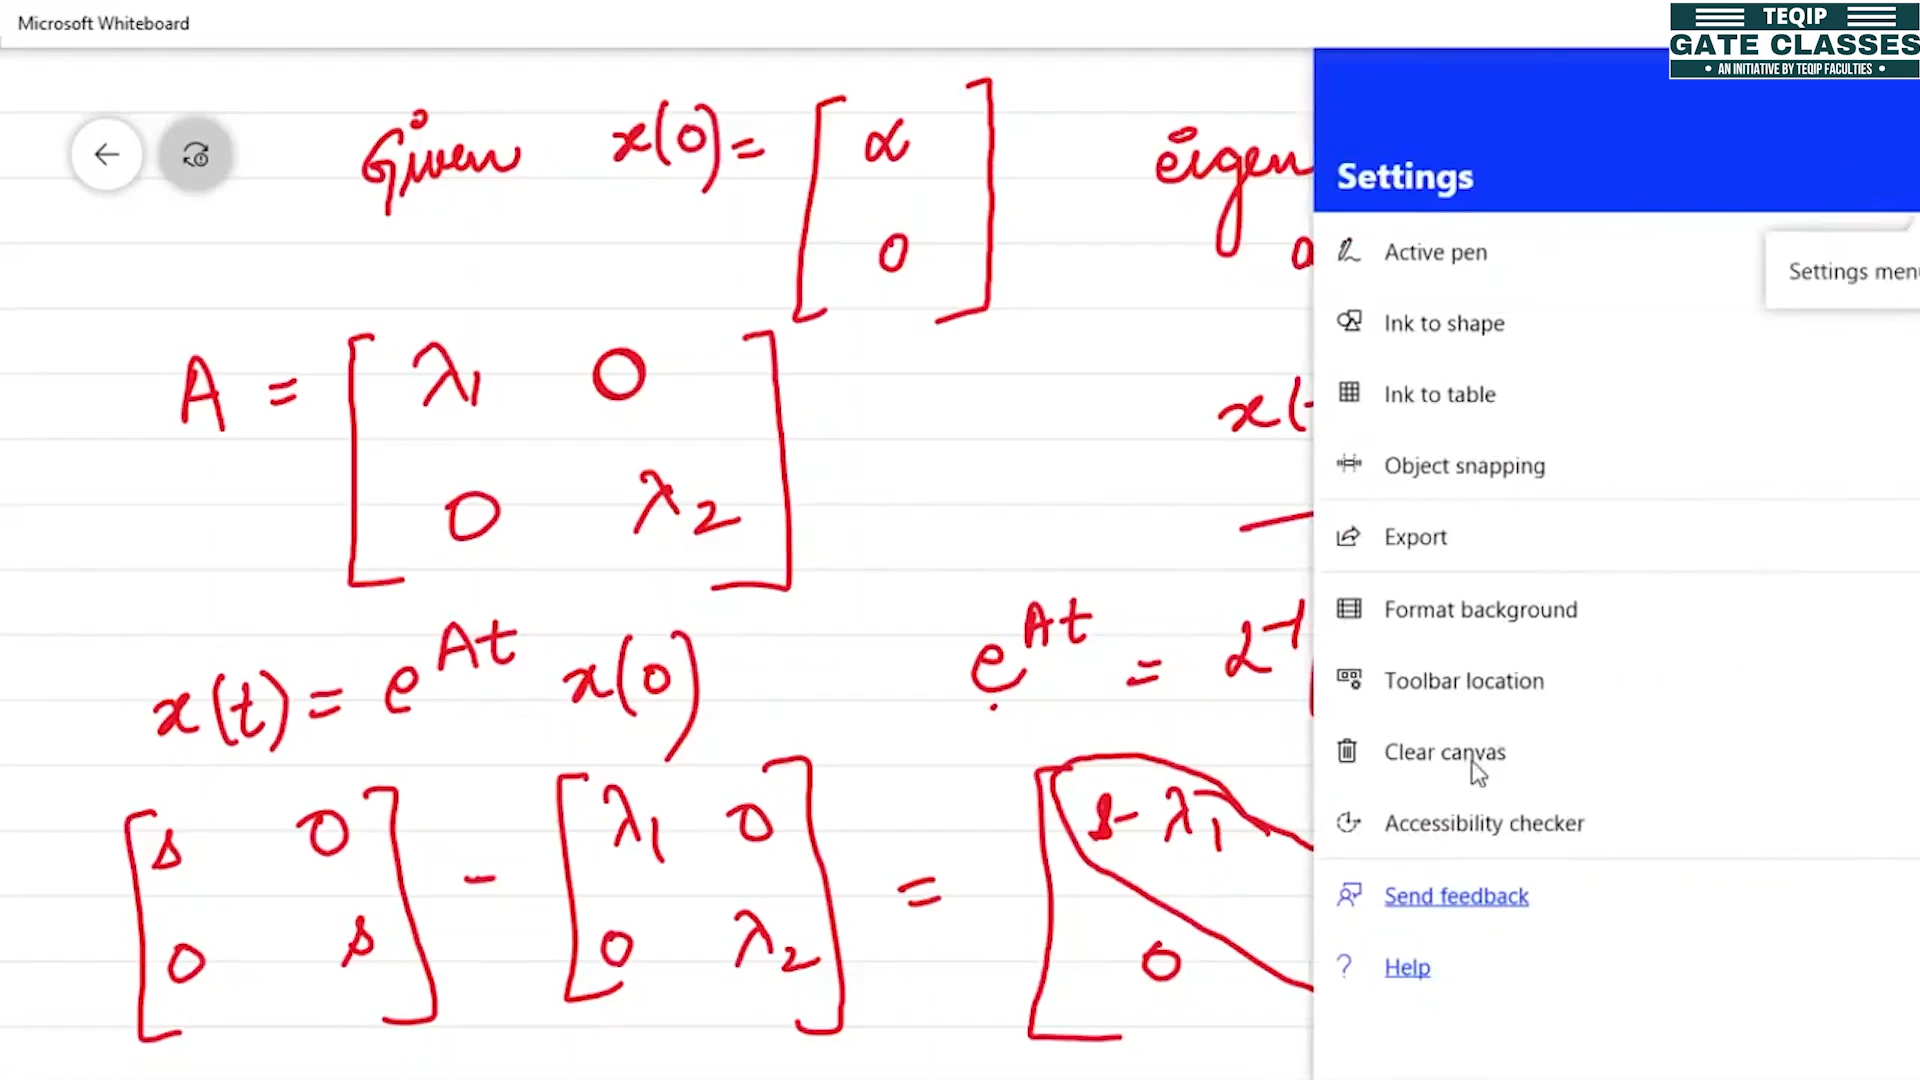 Microsoft Whiteboard
TEQIP
GATE CLASSES
• AN INITIATIVE BY TEQIP FACULTIES •
Given x(0) = [ α
0 ]
eigen
A = [ λ1 0
0 λ2 ]
x(
x(t) = e^At x(0)
e^At = L^-1
[ s 0
0 s ] - [ λ1 0
0 λ2 ] = [ s - λ1
0
Settings
Active pen
Settings men
Ink to shape
Ink to table
Object snapping
Export
Format background
Toolbar location
Clear canvas
Accessibility checker
Send feedback
Help